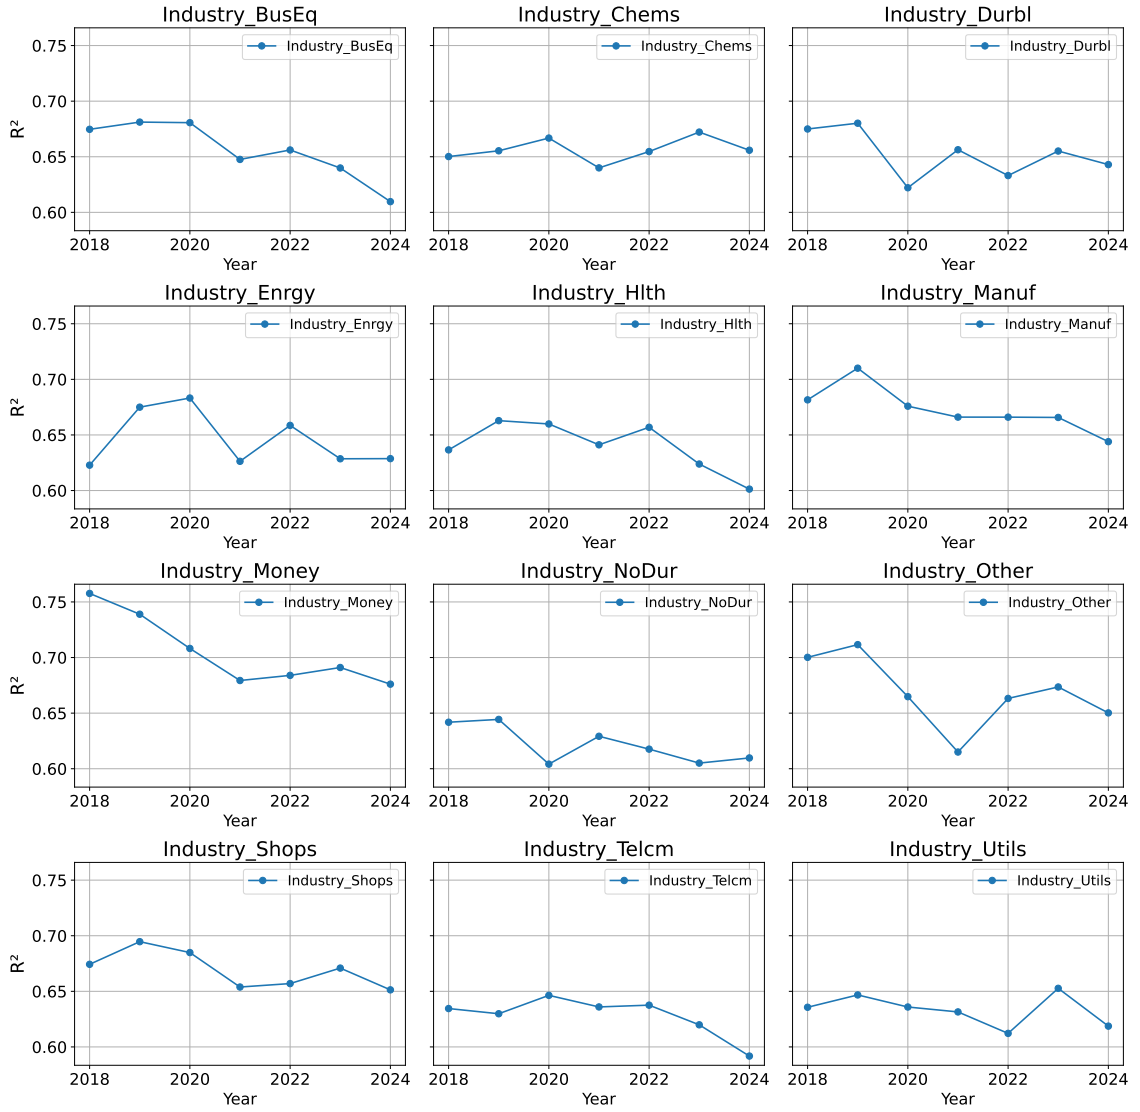 Industry_BusEq
Industry_Chems
Industry_Durbl
R²
0.75
0.70
0.65
0.60
Industry_BusEq
Industry_Chems
Industry_Durbl
2018 2020 2022 2024
2018 2020 2022 2024
2018 2020 2022 2024
Year
Year
Year
Industry_Enrgy
Industry_Hlth
Industry_Manuf
R²
0.75
0.70
0.65
0.60
Industry_Enrgy
Industry_Hlth
Industry_Manuf
2018 2020 2022 2024
2018 2020 2022 2024
2018 2020 2022 2024
Year
Year
Year
Industry_Money
Industry_NoDur
Industry_Other
R²
0.75
0.70
0.65
0.60
Industry_Money
Industry_NoDur
Industry_Other
2018 2020 2022 2024
2018 2020 2022 2024
2018 2020 2022 2024
Year
Year
Year
Industry_Shops
Industry_Telcm
Industry_Utils
R²
0.75
0.70
0.65
0.60
Industry_Shops
Industry_Telcm
Industry_Utils
2018 2020 2022 2024
2018 2020 2022 2024
2018 2020 2022 2024
Year
Year
Year